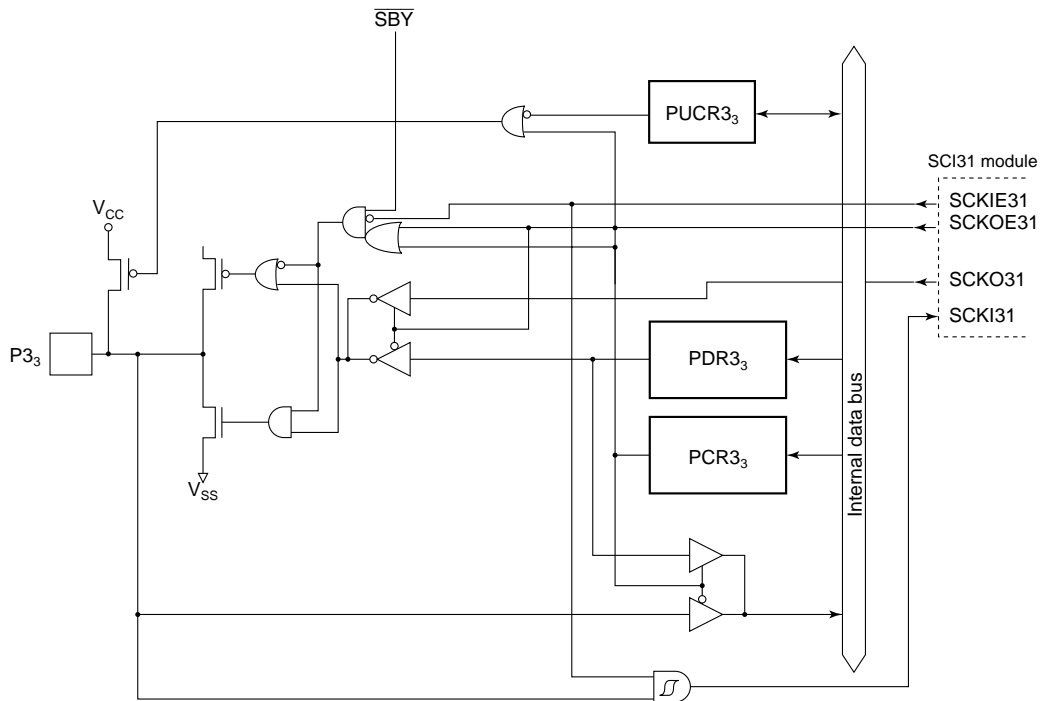 SBY
PUCR3₃
SCI31 module
SCKIE31
V_CC
SCKOE31
SCKO31
SCKI31
P3₃
PDR3₃
PCR3₃
Internal data bus
V_SS